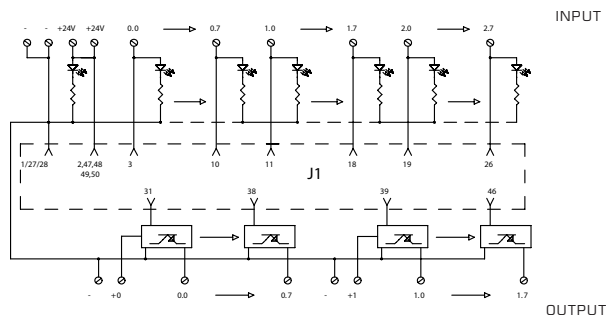 INPUT
- - +24V +24V 0.0 0.7 1.0 1.7 2.0 2.7
1/27/28 2,47,48 3 10 11 18 19 26
49,50
J1
31 38 39 46
- +0 0.0 0.7 - +1 1.0 1.7
OUTPUT